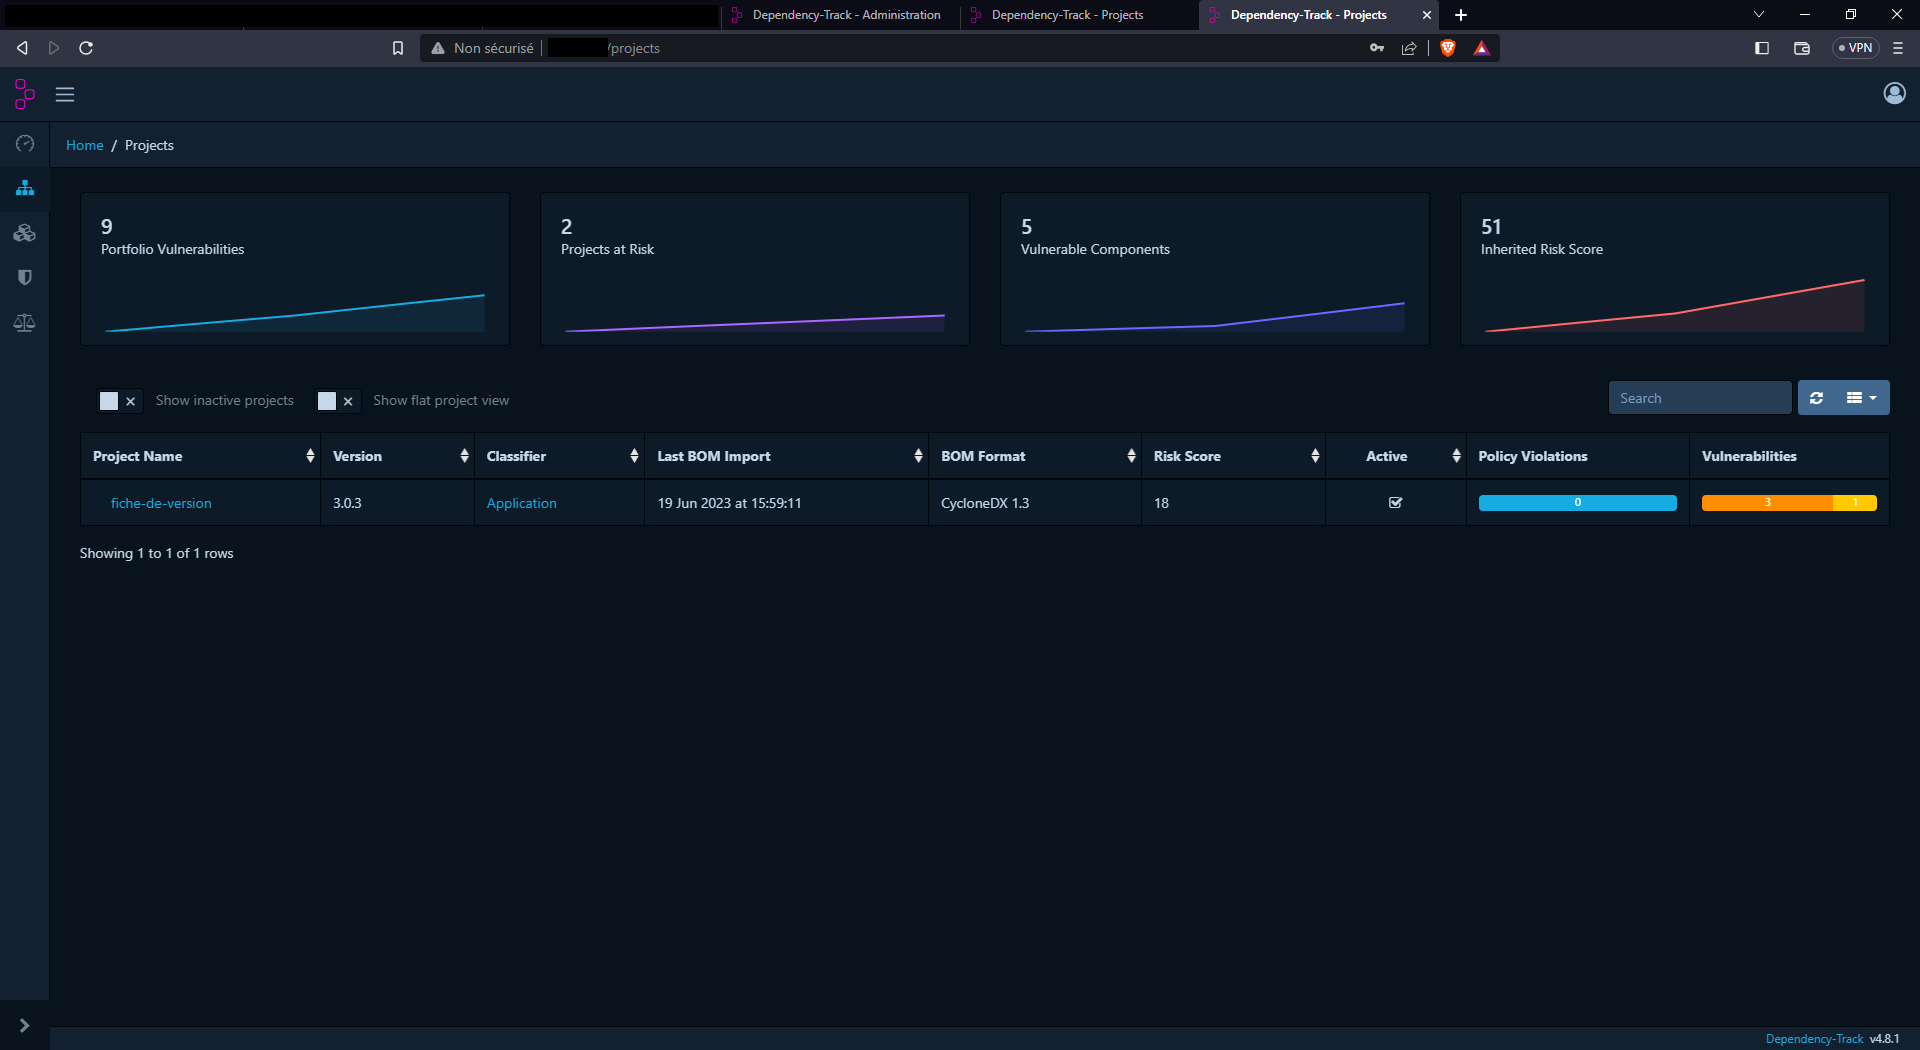 Dependency-Track - Administration
Dependency-Track - Projects
Dependency-Track - Projects
Non sécurisé
/projects
VPN
Home / Projects
9
Portfolio Vulnerabilities
2
Projects at Risk
5
Vulnerable Components
51
Inherited Risk Score
Show inactive projects
Show flat project view
Search
Project Name Version Classifier Last BOM Import BOM Format Risk Score Active Policy Violations Vulnerabilities
fiche-de-version 3.0.3 Application 19 Jun 2023 at 15:59:11 CycloneDX 1.3 18 0 3 1
Showing 1 to 1 of 1 rows
Dependency-Track v4.8.1